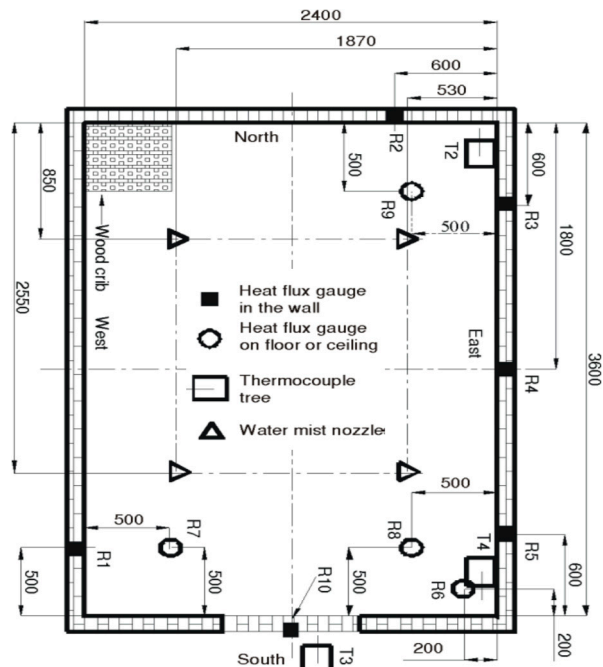 2400
1870
600
530
North
R2
T2
850
500
600
R9
R3
500
1800
Wood crib
2550
West
Heat flux gauge
in the wall
East
Heat flux gauge
on floor or ceiling
3600
R4
Thermocouple
tree
Water mist nozzle
500
500
R7
R8
T4
R5
R1
R10
500
500
500
R6
600
South
T3
200
200